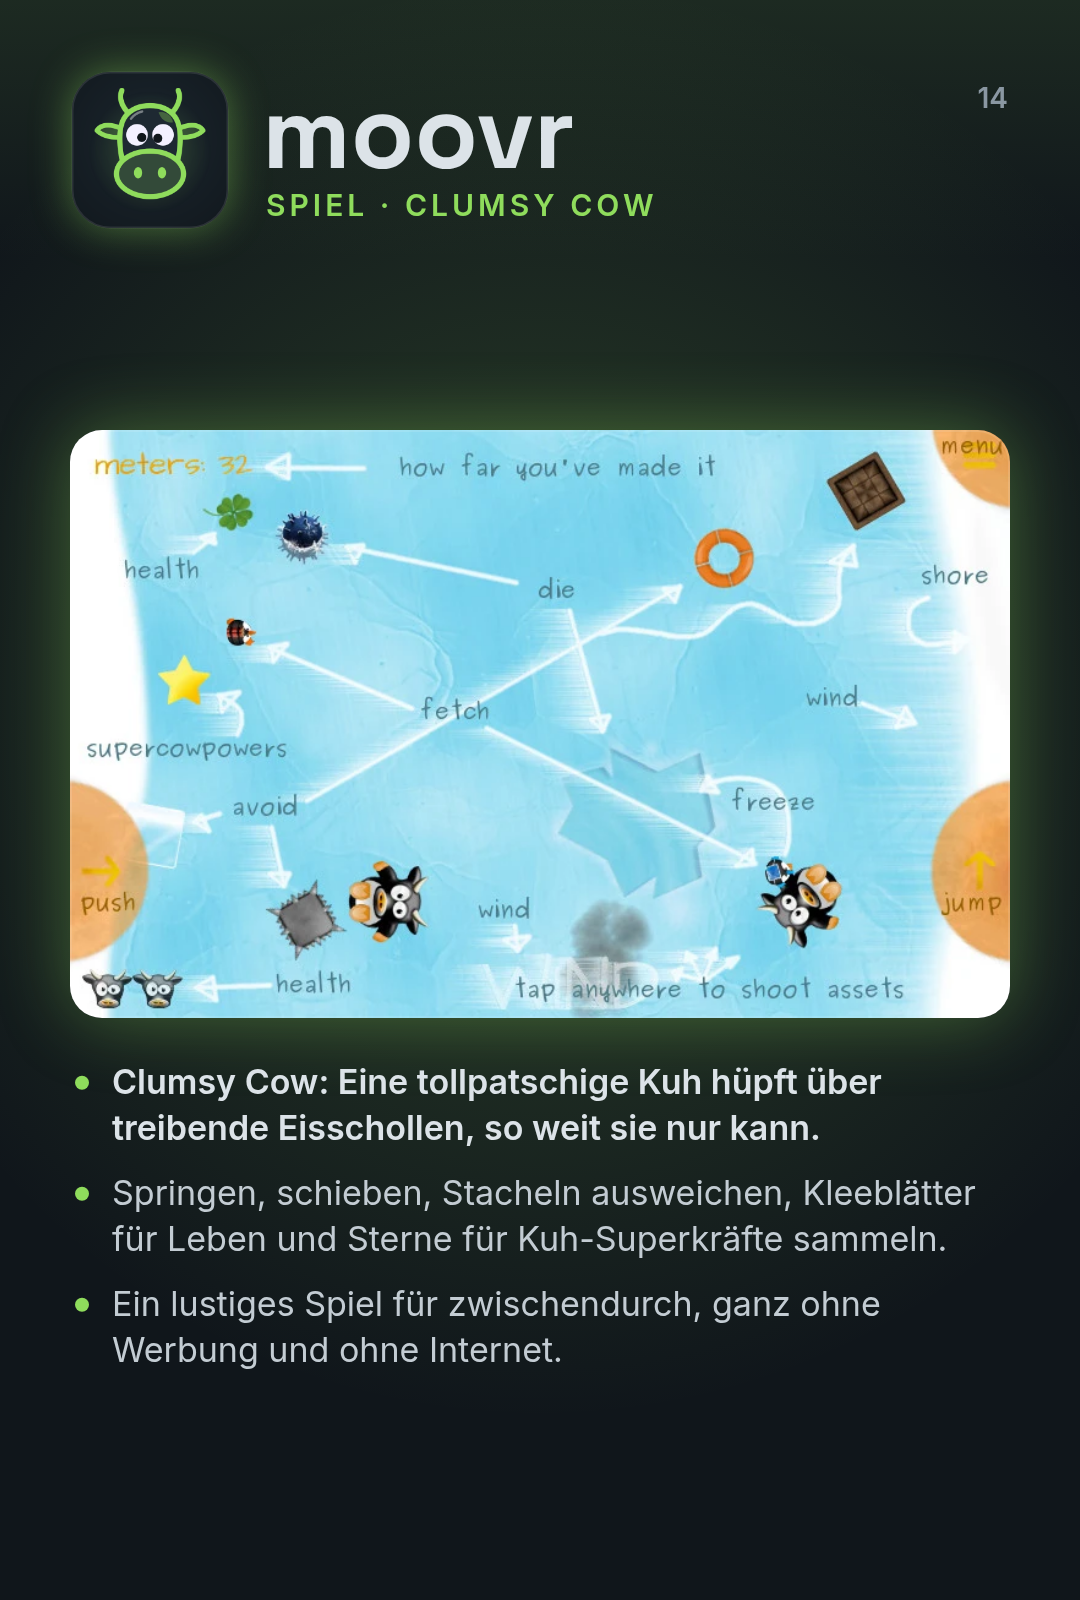 14
moovr
SPIEL · CLUMSY COW
menu
meters: 32
how far you've made it
health
die
shore
fetch
wind
supercowpowers
avoid
freeze
push
wind
jump
WIND
health
tap anywhere to shoot assets
Clumsy Cow: Eine tollpatschige Kuh hüpft über
treibende Eisschollen, so weit sie nur kann.
Springen, schieben, Stacheln ausweichen, Kleeblätter
für Leben und Sterne für Kuh-Superkräfte sammeln.
Ein lustiges Spiel für zwischendurch, ganz ohne
Werbung und ohne Internet.